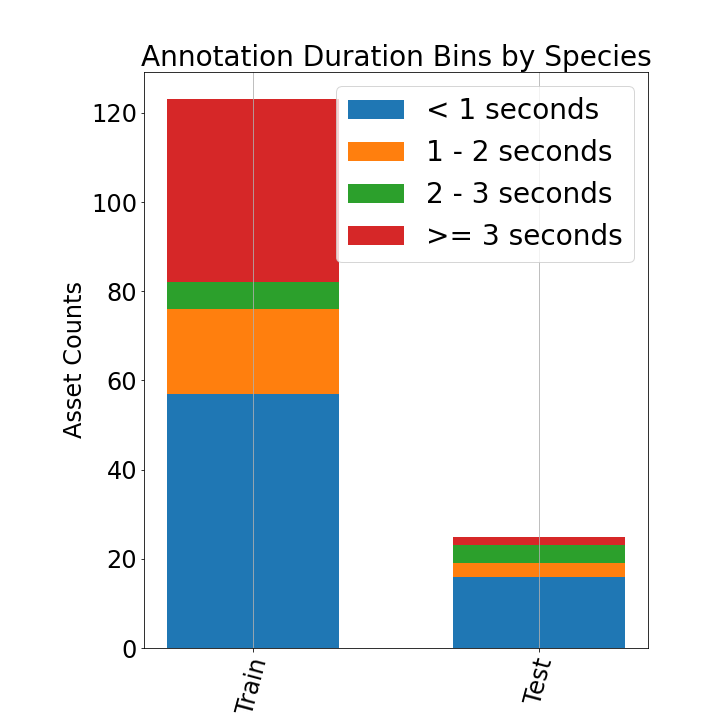 Annotation Duration Bins by Species
< 1 seconds
1 - 2 seconds
2 - 3 seconds
>= 3 seconds
120
100
80
60
40
20
0
Asset Counts
Train
Test